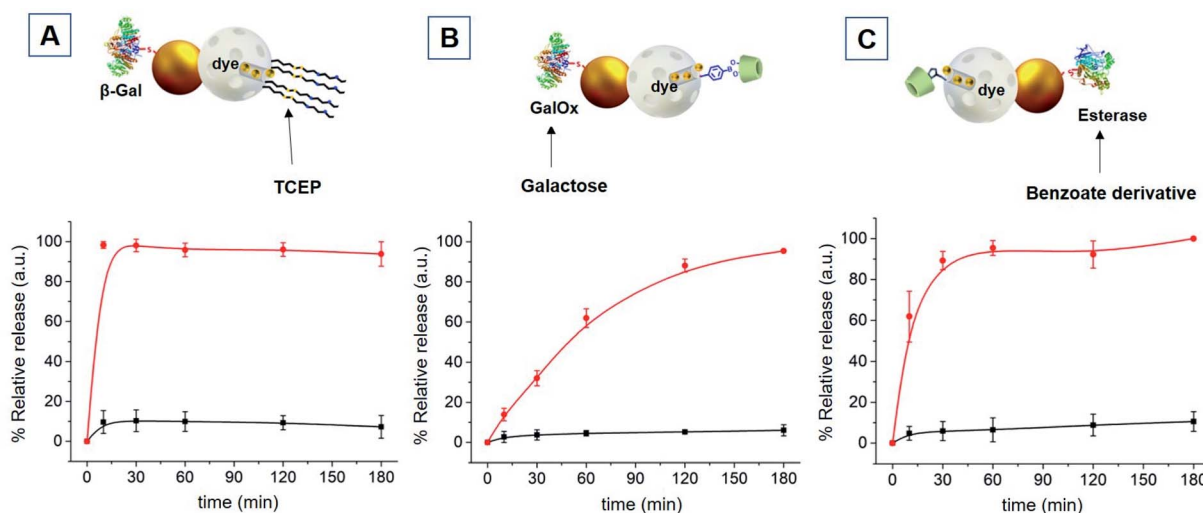 A
dye
β-Gal
S
TCEP
100
80
60
40
20
0
% Relative release (a.u.)
0 30 60 90 120 150 180
time (min)
B
dye
GalOx
S
B
O
O
Galactose
100
80
60
40
20
0
% Relative release (a.u.)
0 30 60 90 120 150 180
time (min)
C
dye
S
Esterase
Benzoate derivative
100
80
60
40
20
0
% Relative release (a.u.)
0 30 60 90 120 150 180
time (min)